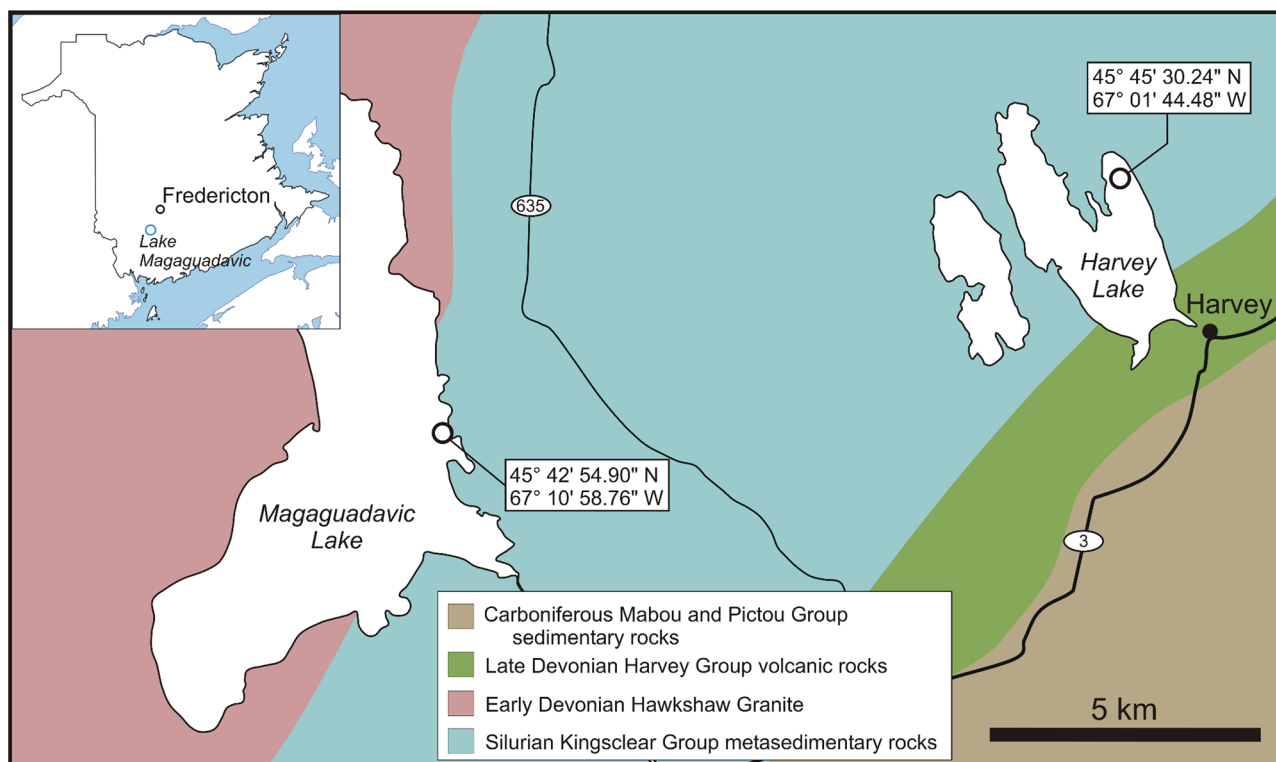 Fredericton
Lake
Magaguadavic
635
45° 45' 30.24" N
67° 01' 44.48" W
Harvey
Lake
Harvey
45° 42' 54.90" N
67° 10' 58.76" W
Magaguadavic
Lake
3
Carboniferous Mabou and Pictou Group
sedimentary rocks
Late Devonian Harvey Group volcanic rocks
Early Devonian Hawkshaw Granite
Silurian Kingsclear Group metasedimentary rocks
5 km